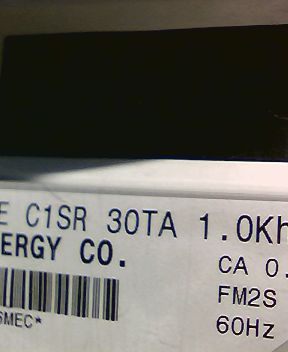 E C1SR 30TA 1.0Kh
ERGY CO.
CA 0.
FM2S
60Hz
SMEC*